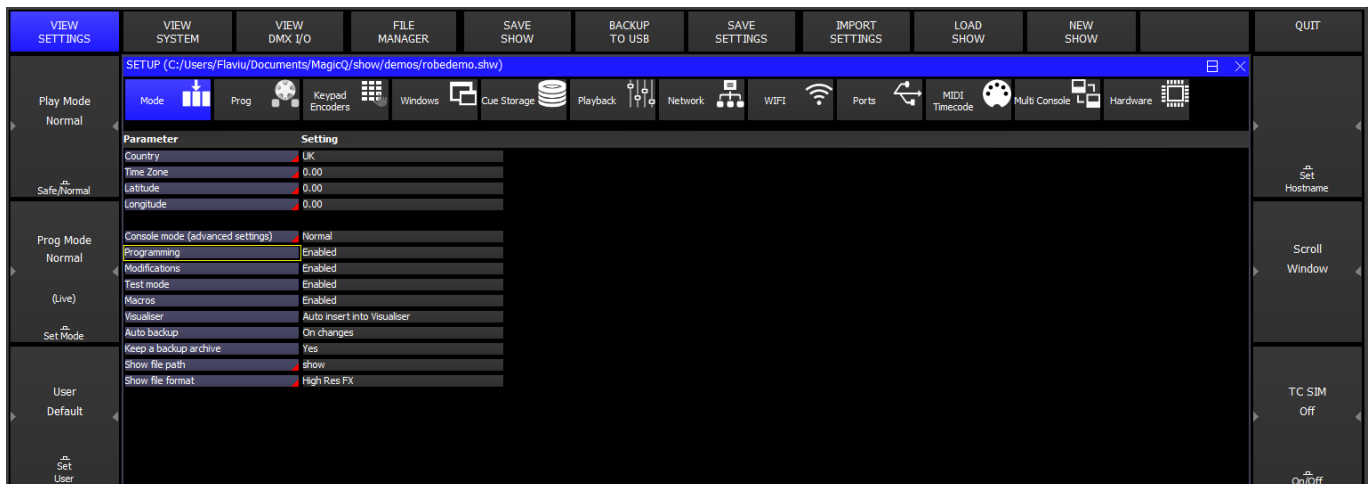 VIEW
SETTINGS
VIEW
SYSTEM
VIEW
DMX I/O
FILE
MANAGER
SAVE
SHOW
BACKUP
TO USB
SAVE
SETTINGS
IMPORT
SETTINGS
LOAD
SHOW
NEW
SHOW
QUIT
SETUP (C:/Users/Flaviu/Documents/MagicQ/show/demos/robedemo.shw)
Mode
Prog
Keypad
Encoders
Windows
Cue Storage
Playback
Network
WIFI
Ports
MIDI
Timecode
Multi Console
Hardware
Play Mode
Normal
Safe/Normal
Prog Mode
Normal
(Live)
Set Mode
User
Default
Set
User
Parameter Setting
Country UK
Time Zone 0.00
Latitude 0.00
Longitude 0.00
Console mode (advanced settings) Normal
Programming Enabled
Modifications Enabled
Test mode Enabled
Macros Enabled
Visualiser Auto insert into Visualiser
Auto backup On changes
Keep a backup archive Yes
Show file path show
Show file format High Res FX
Set
Hostname
Scroll
Window
TC SIM
Off
On/Off